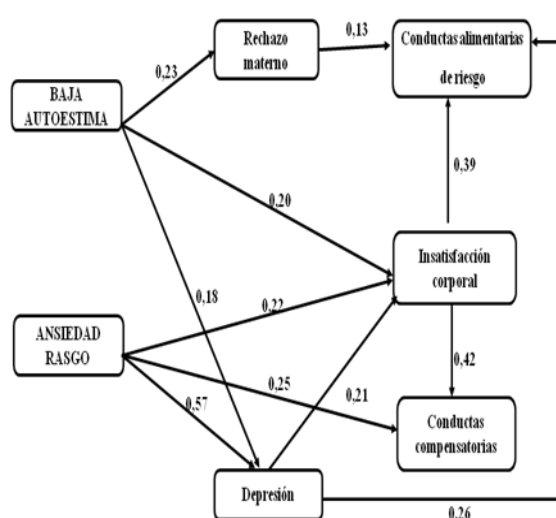 0,13
Rechazo
materno
Conductas alimentarias
de riesgo
0,23
BAJA
AUTOESTIMA
0,39
0,20
Insatisfacción
corporal
0,18
0,22
ANSIEDAD
RASGO
0,42
0,25
0,21
0,57
Conductas
compensatorias
Depresión
0,26